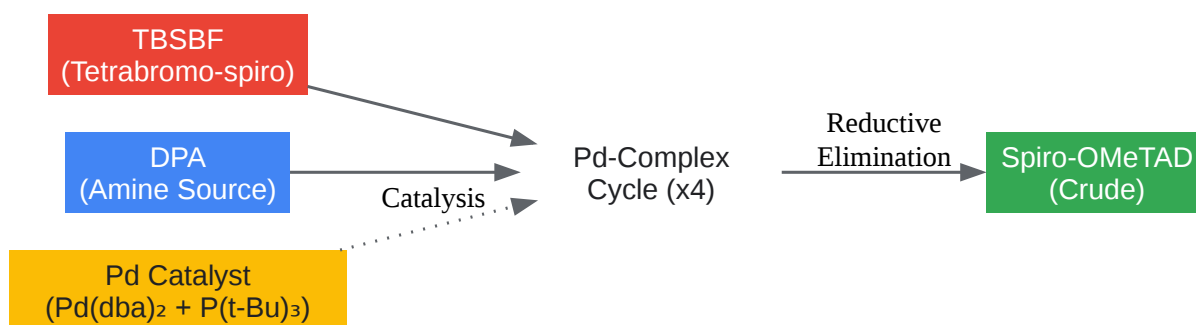 TBSBF
(Tetrabromo-spiro)
DPA
(Amine Source)
Catalysis
Pd Catalyst
(Pd(dba)₂ + P(t-Bu)₃)
Pd-Complex
Cycle (x4)
Reductive
Elimination
Spiro-OMeTAD
(Crude)